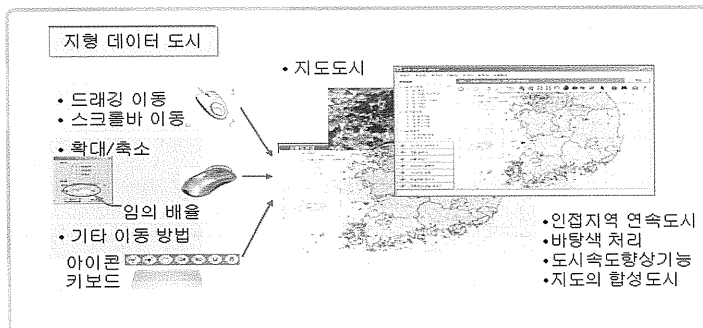 지형 데이터 도시
• 지도도시
• 드래깅 이동
• 스크롤바 이동
• 확대/축소
임의 배율
• 기타 이동 방법
아이콘
키보드
•인접지역 연속도시
•바탕색 처리
•도시속도향상기능
•지도의 합성도시